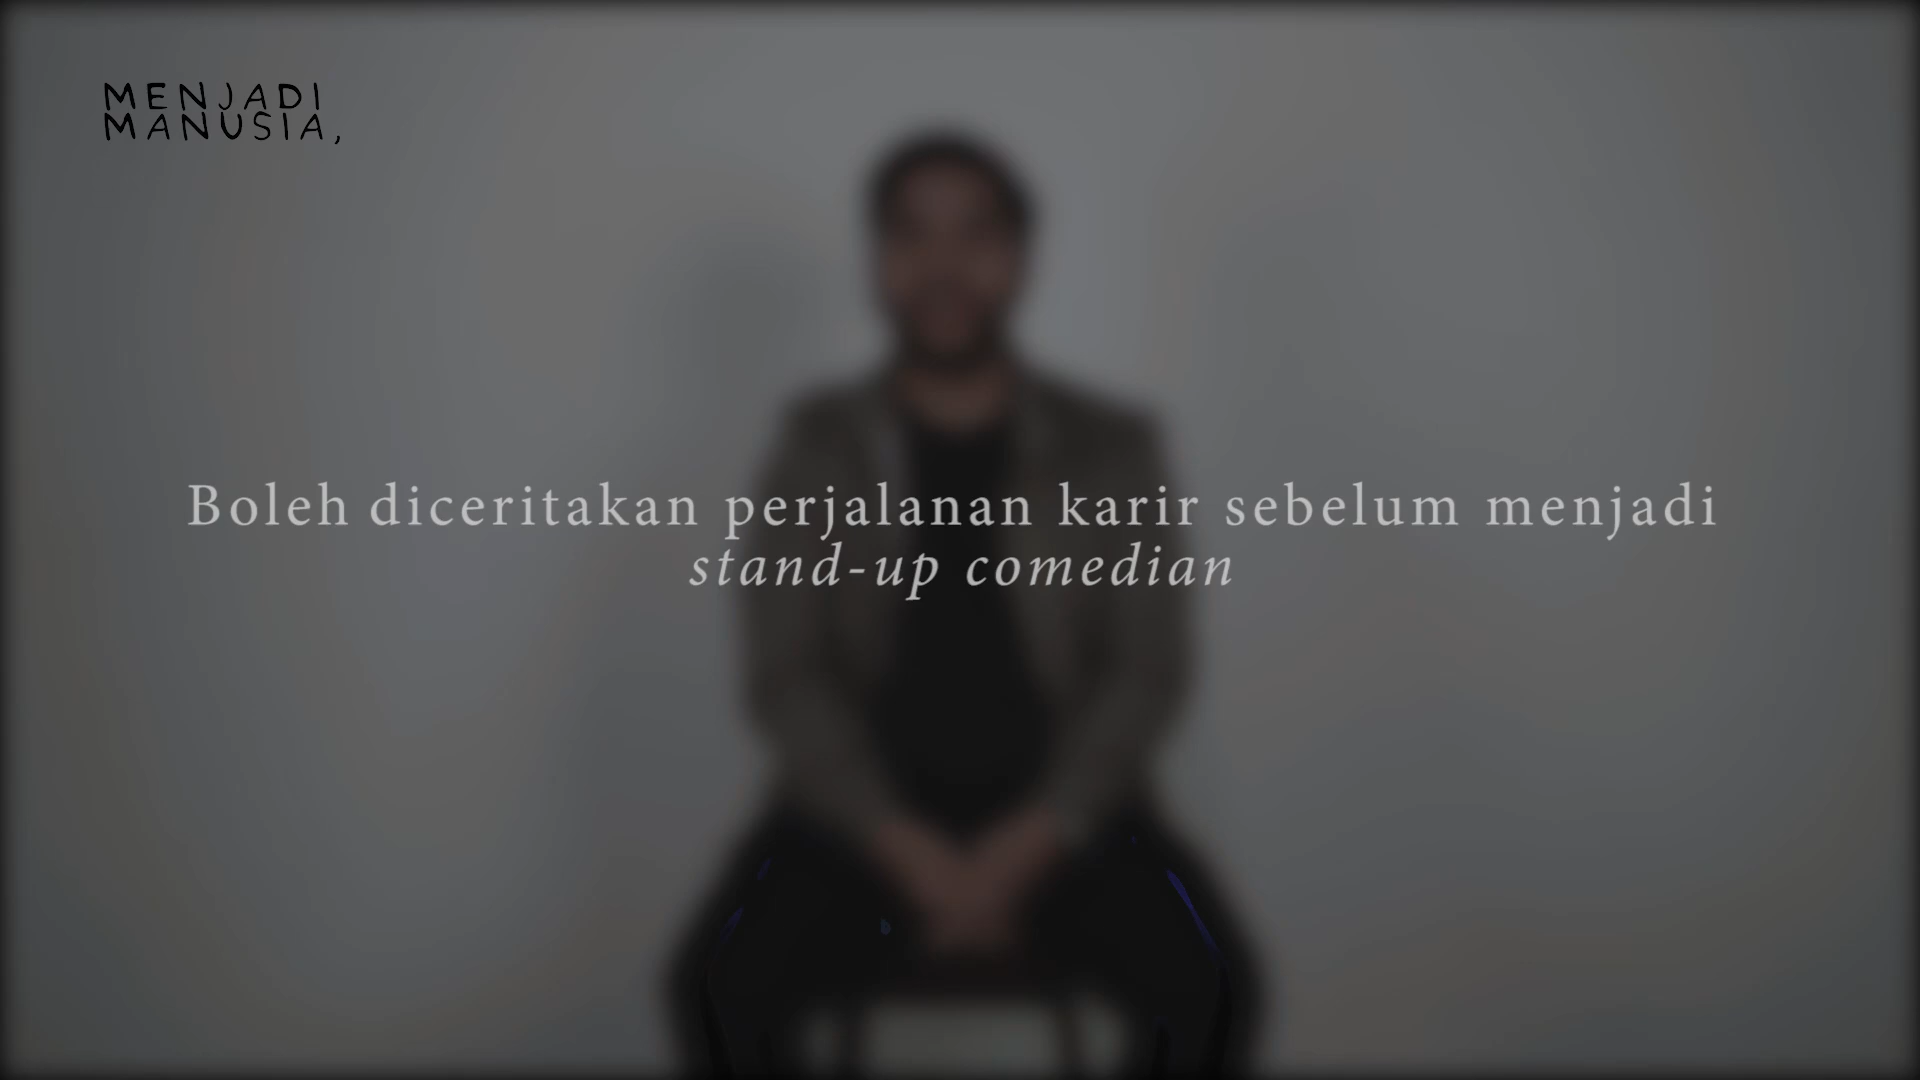 MENJADI
MANUSIA,
Boleh diceritakan perjalanan karir sebelum menjadi
stand-up comedian